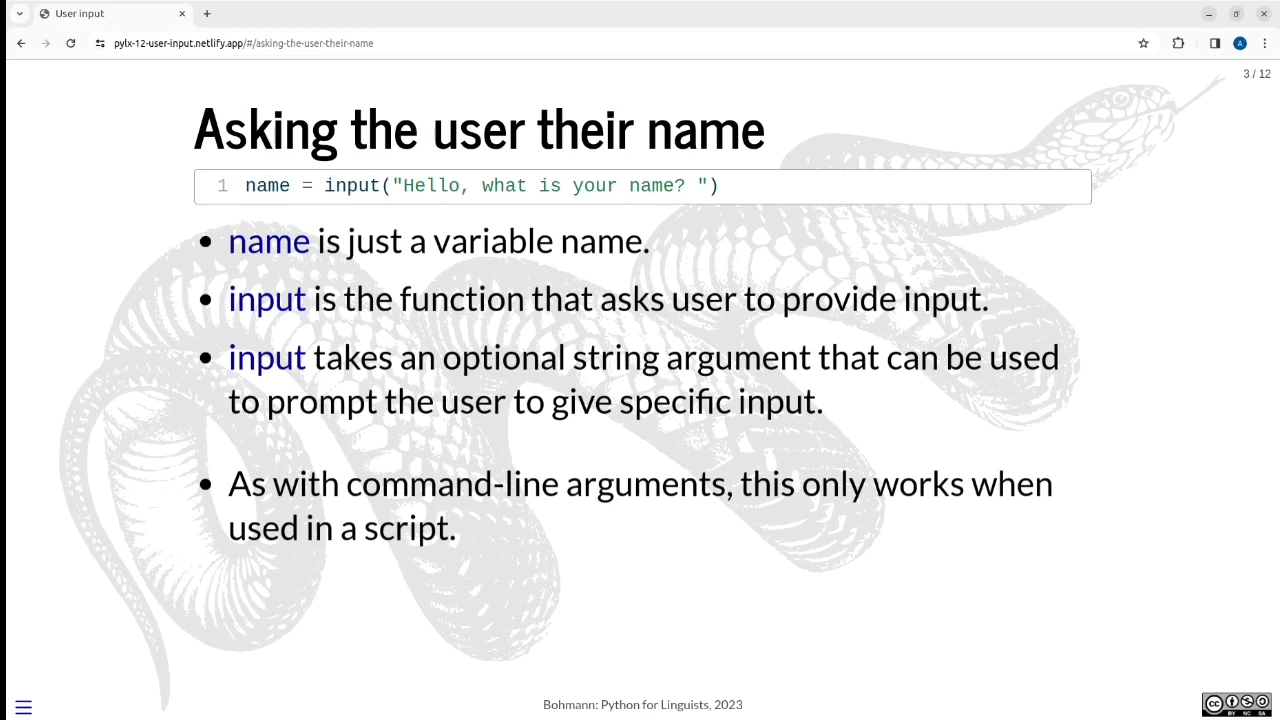 User input
pylx-12-user-input.netlify.app/#/asking-the-user-their-name
A
3 / 12
Asking the user their name
1 name = input("Hello, what is your name? ")
• name is just a variable name.
• input is the function that asks user to provide input.
• input takes an optional string argument that can be used
to prompt the user to give specific input.
• As with command-line arguments, this only works when
used in a script.
Bohmann: Python for Linguists, 2023
cc
BY NC SA